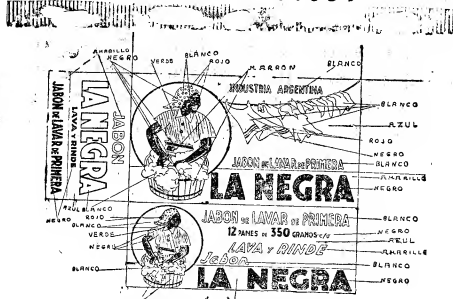 AMARILLO
NEGRO
VERDE
BLANCO
ROJO
MARRON
BLANCO
INDUSTRIA ARGENTINA
BLANCO
AZUL
ROJO
NEGRO
BLANCO
AMARILLO
NEGRO
JABON DE LAVAR DE PRIMERA
LAVA Y RINDE
LA NEGRA
JABON
JABON DE LAVAR DE PRIMERA
LA NEGRA
AZUL BLANCO
NEGRO
ROJO
BLANCO
VERDE
NEGRO
BLANCO
JABON DE LAVAR DE PRIMERA
12 PANES DE 350 GRAMOS c/u
LAVA y RINDE
Jabon
LA NEGRA
BLANCO
NEGRO
AZUL
AMARILLO
BLANCO
NEGRO